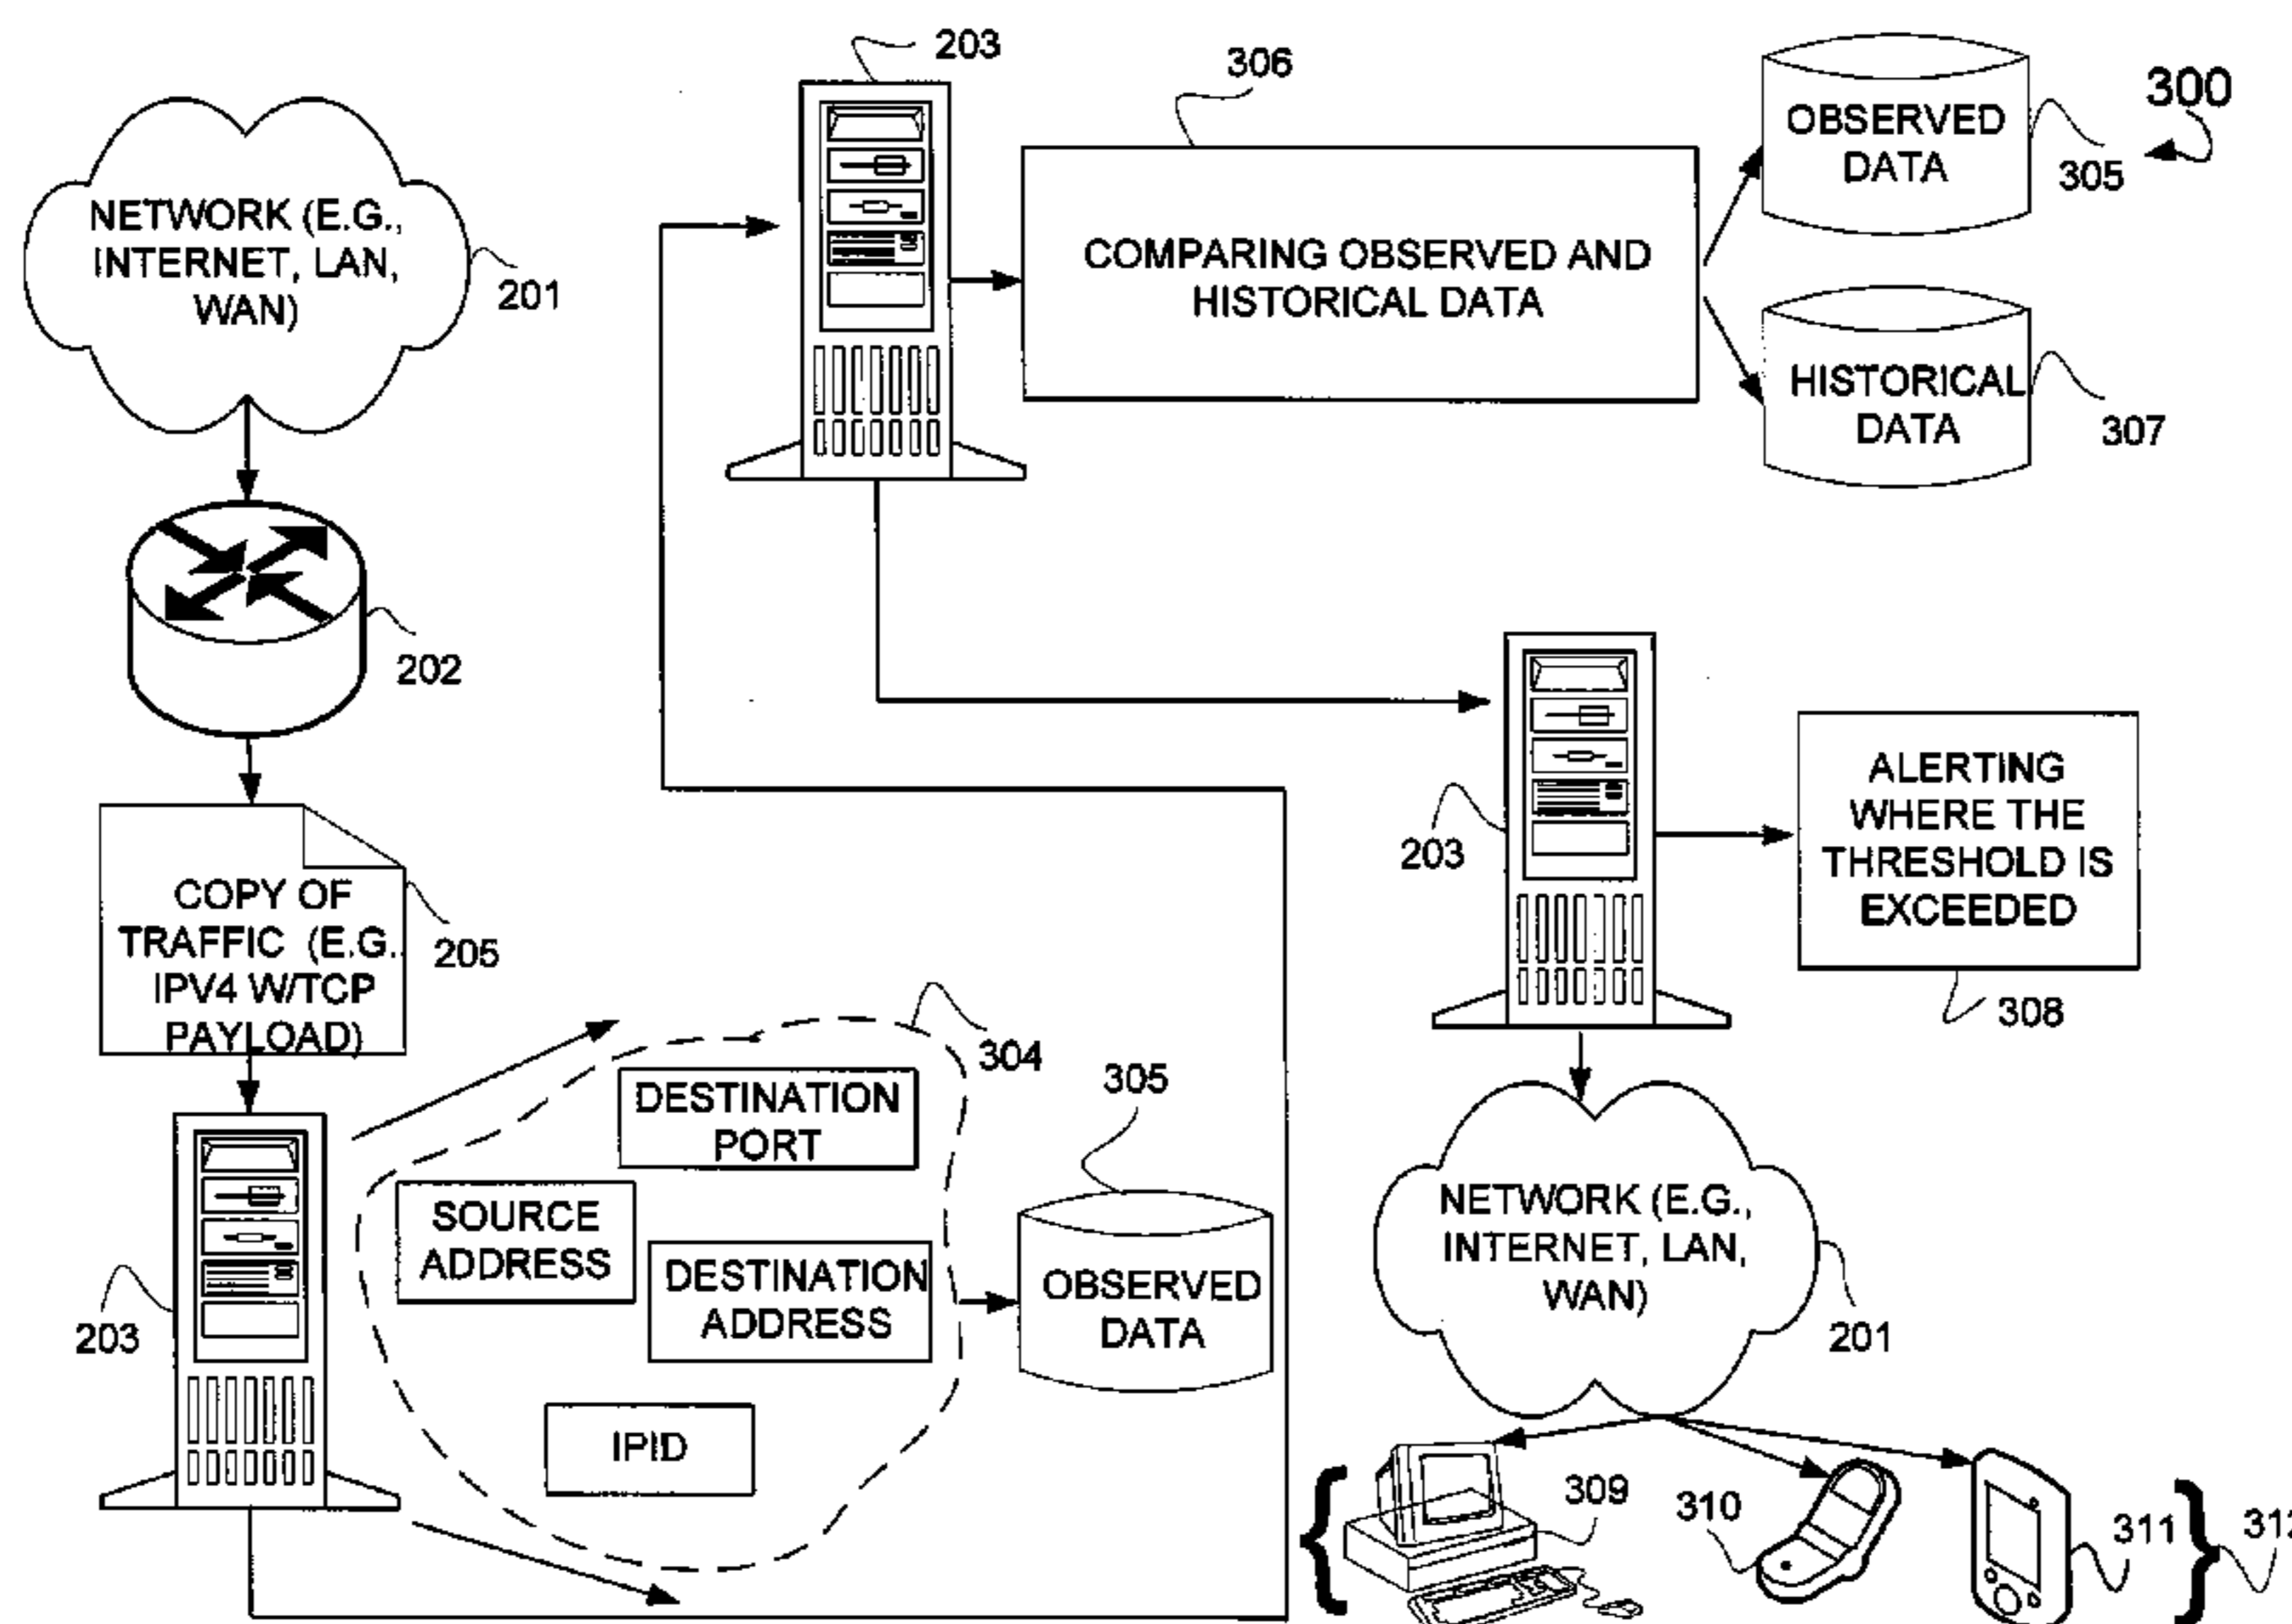 203
306
OBSERVED
DATA
300
305
NETWORK (E.G.,
INTERNET, LAN,
WAN)
201
COMPARING OBSERVED AND
HISTORICAL DATA
HISTORICAL
DATA
307
202
COPY OF
TRAFFIC (E.G.
IPV4 W/TCP
PAYLOAD)
205
203
ALERTING
WHERE THE
THRESHOLD IS
EXCEEDED
308
304
DESTINATION
PORT
SOURCE
ADDRESS
DESTINATION
ADDRESS
IPID
305
OBSERVED
DATA
203
NETWORK (E.G.,
INTERNET, LAN,
WAN)
201
309
310
311
312